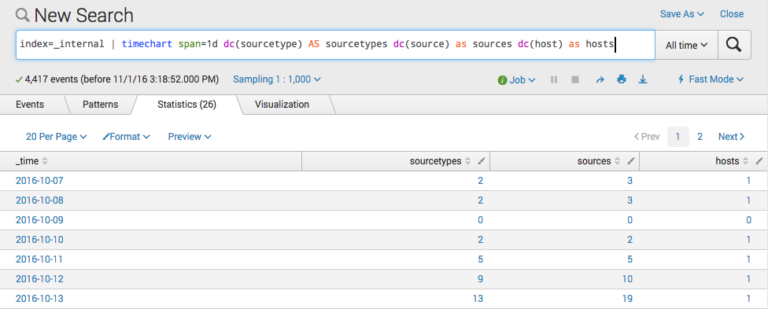 New Search
Save As Close
index=_internal | timechart span=1d dc(sourcetype) AS sourcetypes dc(source) as sources dc(host) as hosts
All time
4,417 events (before 11/1/16 3:18:52.000 PM) Sampling 1 : 1,000 Job Fast Mode
Events Patterns Statistics (26) Visualization
20 Per Page Format Preview Prev 1 2 Next
_time sourcetypes sources hosts
2016-10-07 2 3 1
2016-10-08 2 3 1
2016-10-09 0 0 0
2016-10-10 2 2 1
2016-10-11 5 5 1
2016-10-12 9 10 1
2016-10-13 13 19 1